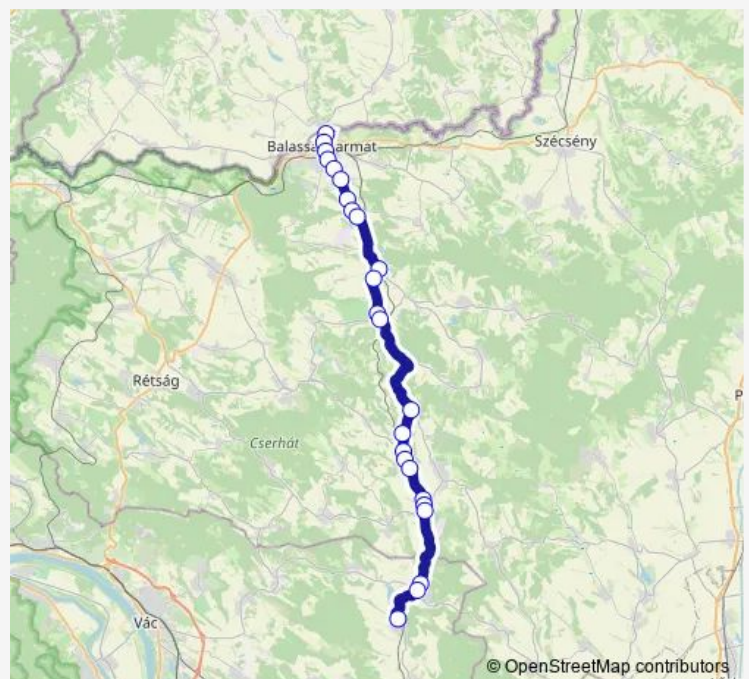 Balassagyarmat
Szécsény
Rétság
P
Cserhát
Vác
© OpenStreetMap contributors